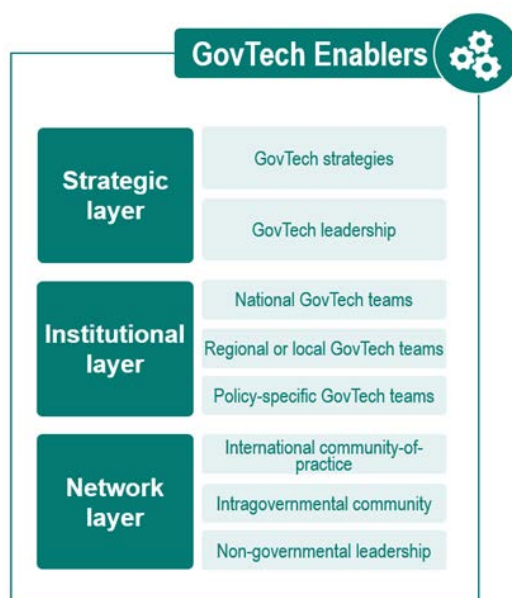 GovTech Enablers
Strategic
layer
GovTech strategies
GovTech leadership
Institutional
layer
National GovTech teams
Regional or local GovTech teams
Policy-specific GovTech teams
Network
layer
International community-of-
practice
Intragovernmental community
Non-governmental leadership